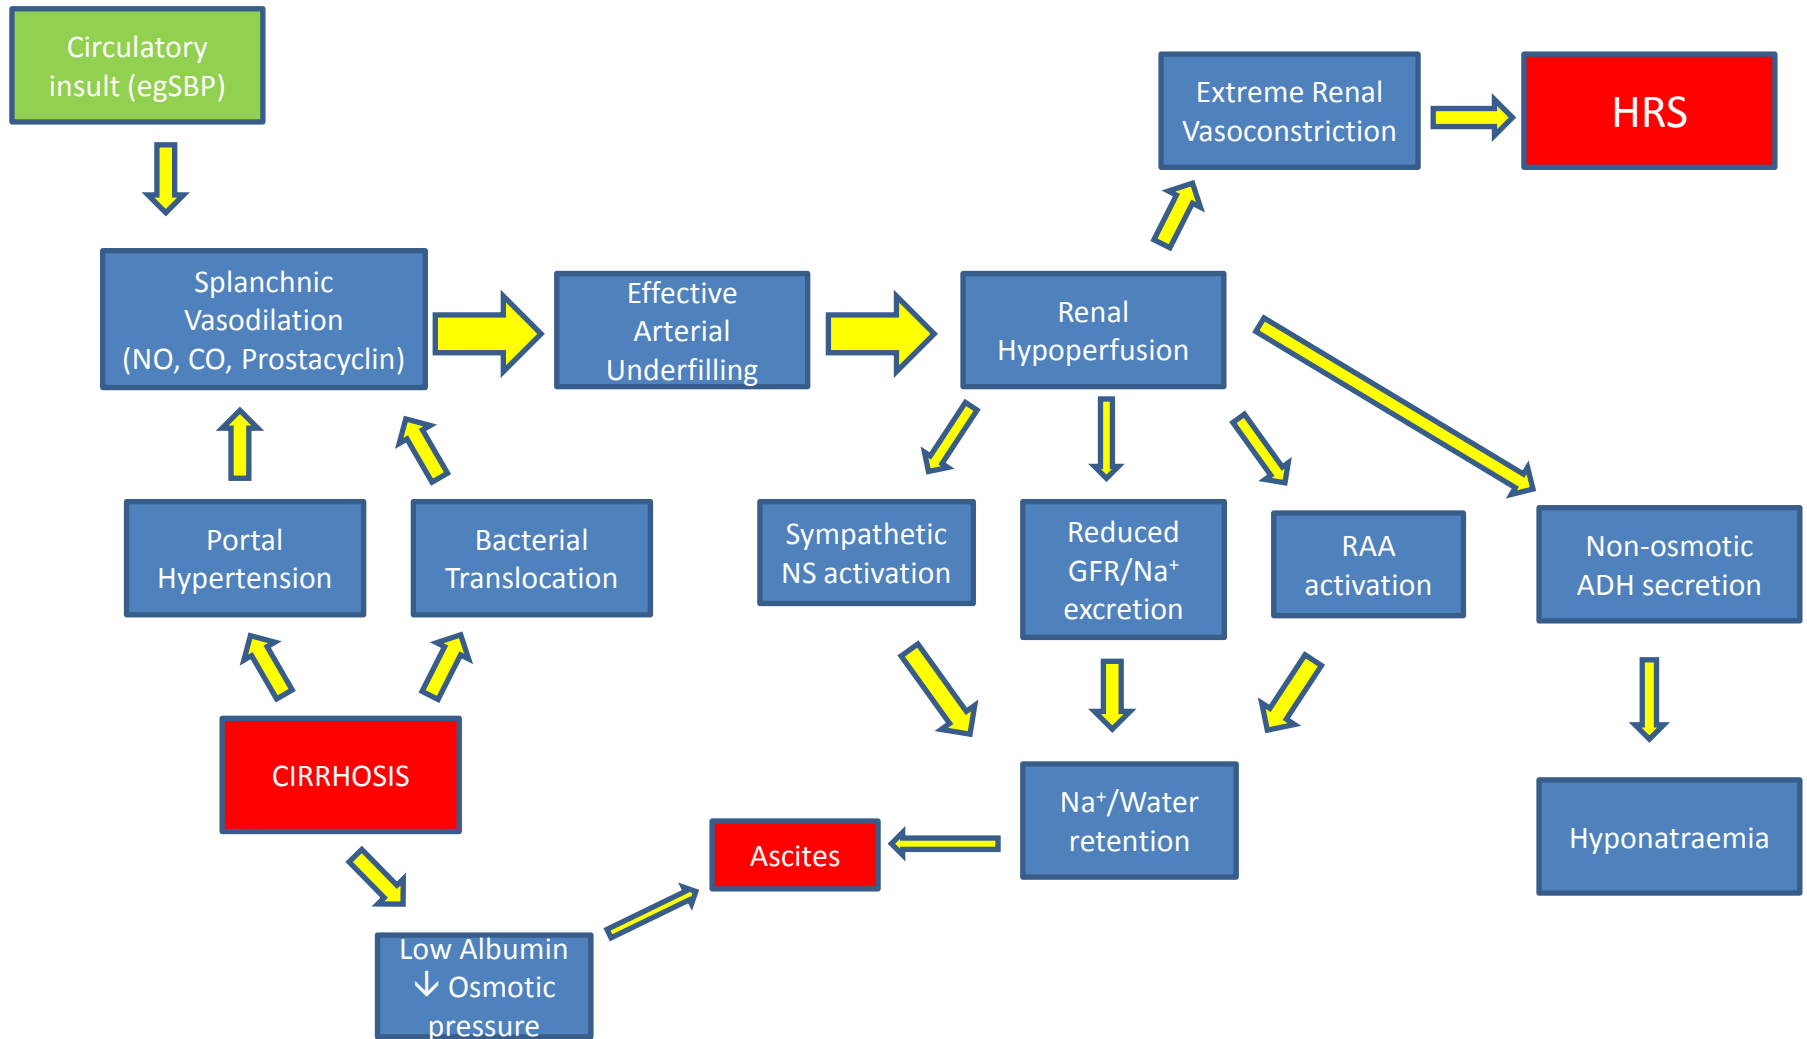 Circulatory
insult (egSBP)
Extreme Renal
Vasoconstriction
HRS
Splanchnic
Vasodilation
(NO, CO, Prostacyclin)
Effective
Arterial
Underfilling
Renal
Hypoperfusion
Portal
Hypertension
Bacterial
Translocation
Sympathetic
NS activation
Reduced
GFR/Na⁺
excretion
RAA
activation
Non-osmotic
ADH secretion
CIRRHOSIS
Ascites
Na⁺/Water
retention
Hyponatraemia
Low Albumin
↓ Osmotic
pressure